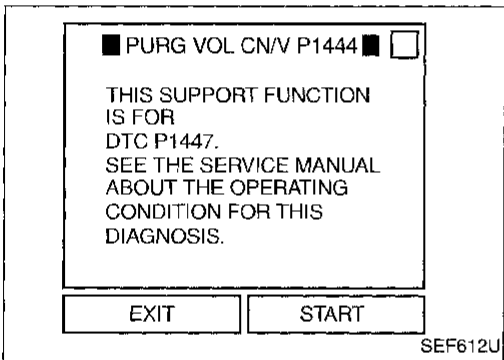 PURG VOL CN/V P1444
THIS SUPPORT FUNCTION
IS FOR
DTC P1447.
SEE THE SERVICE MANUAL
ABOUT THE OPERATING
CONDITION FOR THIS
DIAGNOSIS.
EXIT START
SEF612U